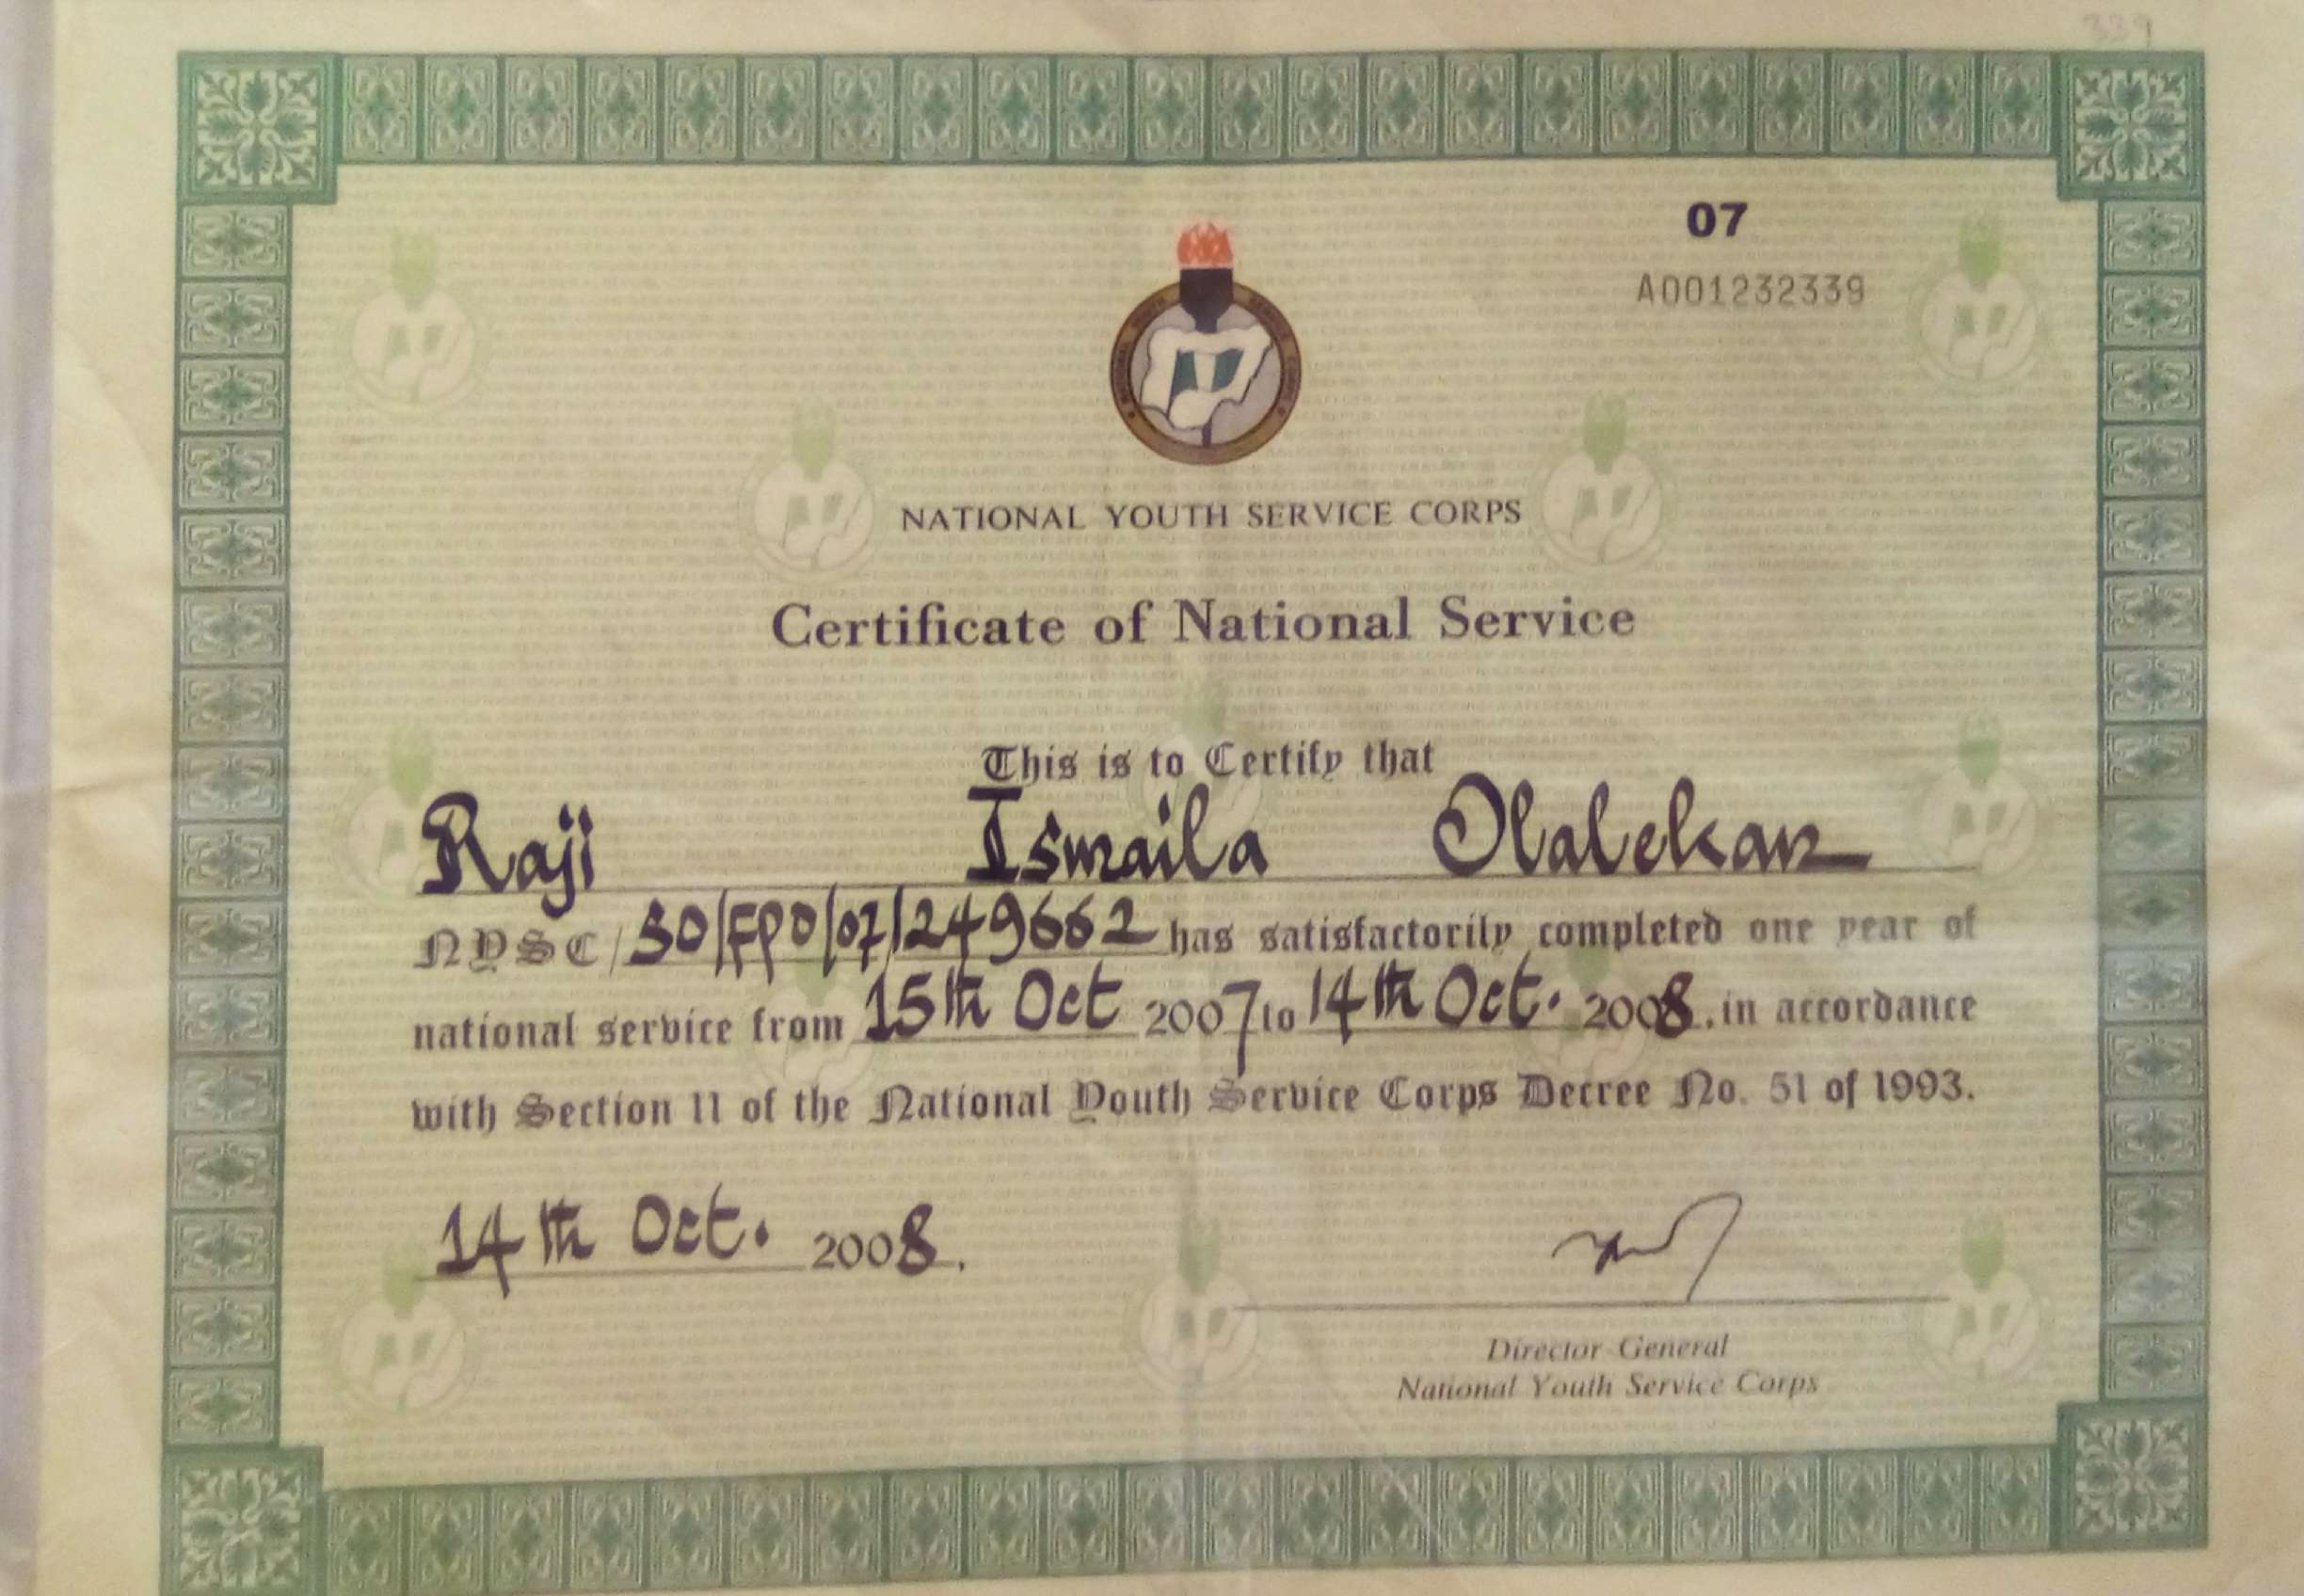 339
07
A001232339
NATIONAL YOUTH SERVICE CORPS
Certificate of National Service
This is to Certify that
Raji Ismaila Olalekan
NYSC/30/FPD/07/249662 has satisfactorily completed one year of
national service from 15th Oct 2007 to 14th Oct. 2008. in accordance
with Section 11 of the National Youth Service Corps Decree No. 51 of 1993.
14th Oct. 2008.
Director General
National Youth Service Corps